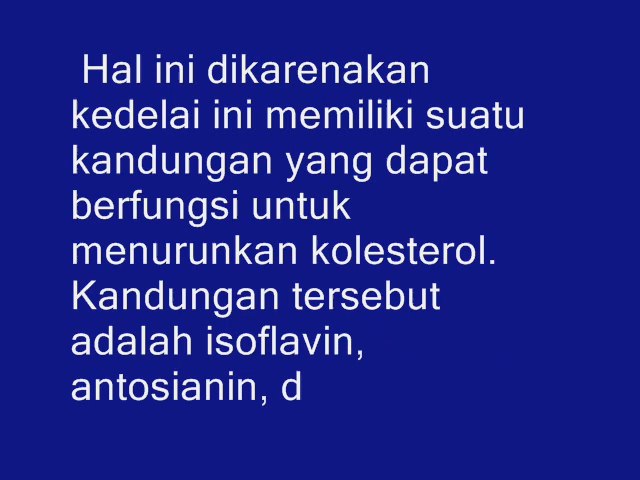 Hal ini dikarenakan
kedelai ini memiliki suatu
kandungan yang dapat
berfungsi untuk
menurunkan kolesterol.
Kandungan tersebut
adalah isoflavin,
antosianin, d